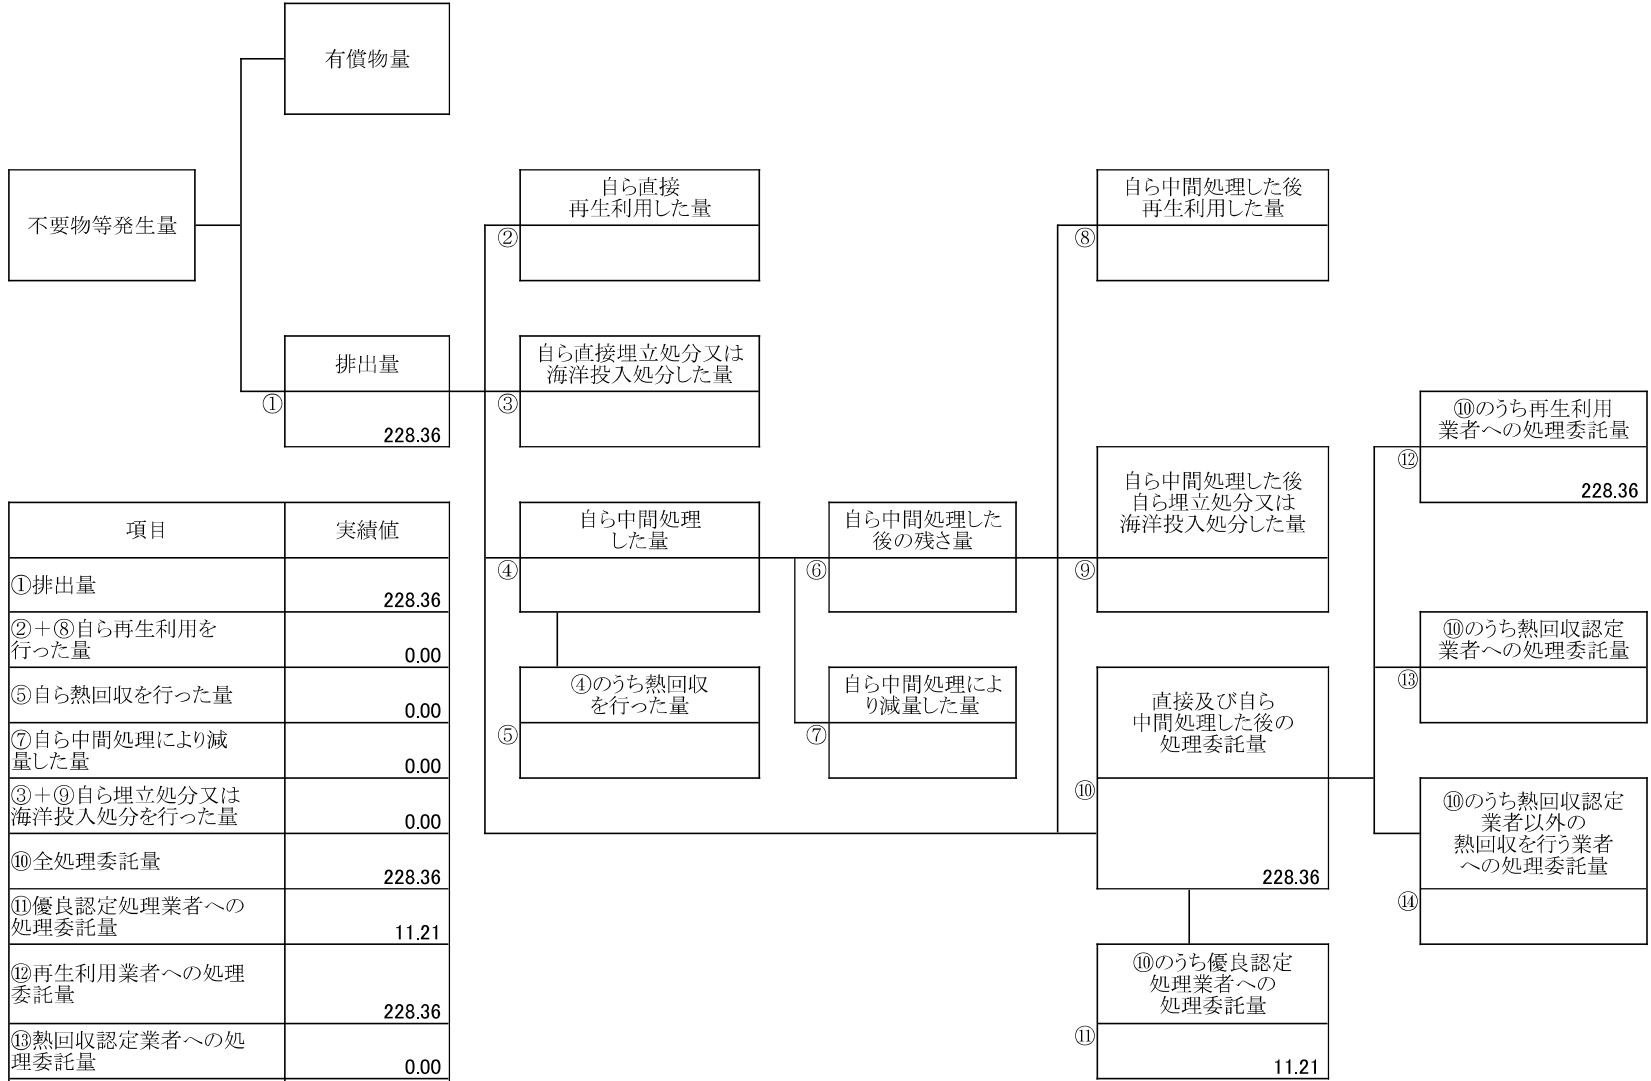 有償物量
不要物等発生量
自ら直接
再生利用した量
②
自ら中間処理した後
再生利用した量
⑧
排出量
①
228.36
自ら直接埋立処分又は
海洋投入処分した量
③
⑩のうち再生利用
業者への処理委託量
⑫
228.36
自ら中間処理
した量
④
自ら中間処理した
後の残さ量
⑥
自ら中間処理した後
自ら埋立処分又は
海洋投入処分した量
⑨
⑩のうち熱回収認定
業者への処理委託量
⑬
④のうち熱回収
を行った量
⑤
自ら中間処理によ
り減量した量
⑦
直接及び自ら
中間処理した後の
処理委託量
⑩
228.36
⑩のうち熱回収認定
業者以外の
熱回収を行う業者
への処理委託量
⑭
⑩のうち優良認定
処理業者への
処理委託量
⑪
11.21
項目 実績値
①排出量
228.36
②＋⑧自ら再生利用を
行った量
0.00
⑤自ら熱回収を行った量
0.00
⑦自ら中間処理により減
量した量
0.00
③＋⑨自ら埋立処分又は
海洋投入処分を行った量
0.00
⑩全処理委託量
228.36
⑪優良認定処理業者への
処理委託量
11.21
⑫再生利用業者への処理
委託量
228.36
⑬熱回収認定業者への処
理委託量
0.00